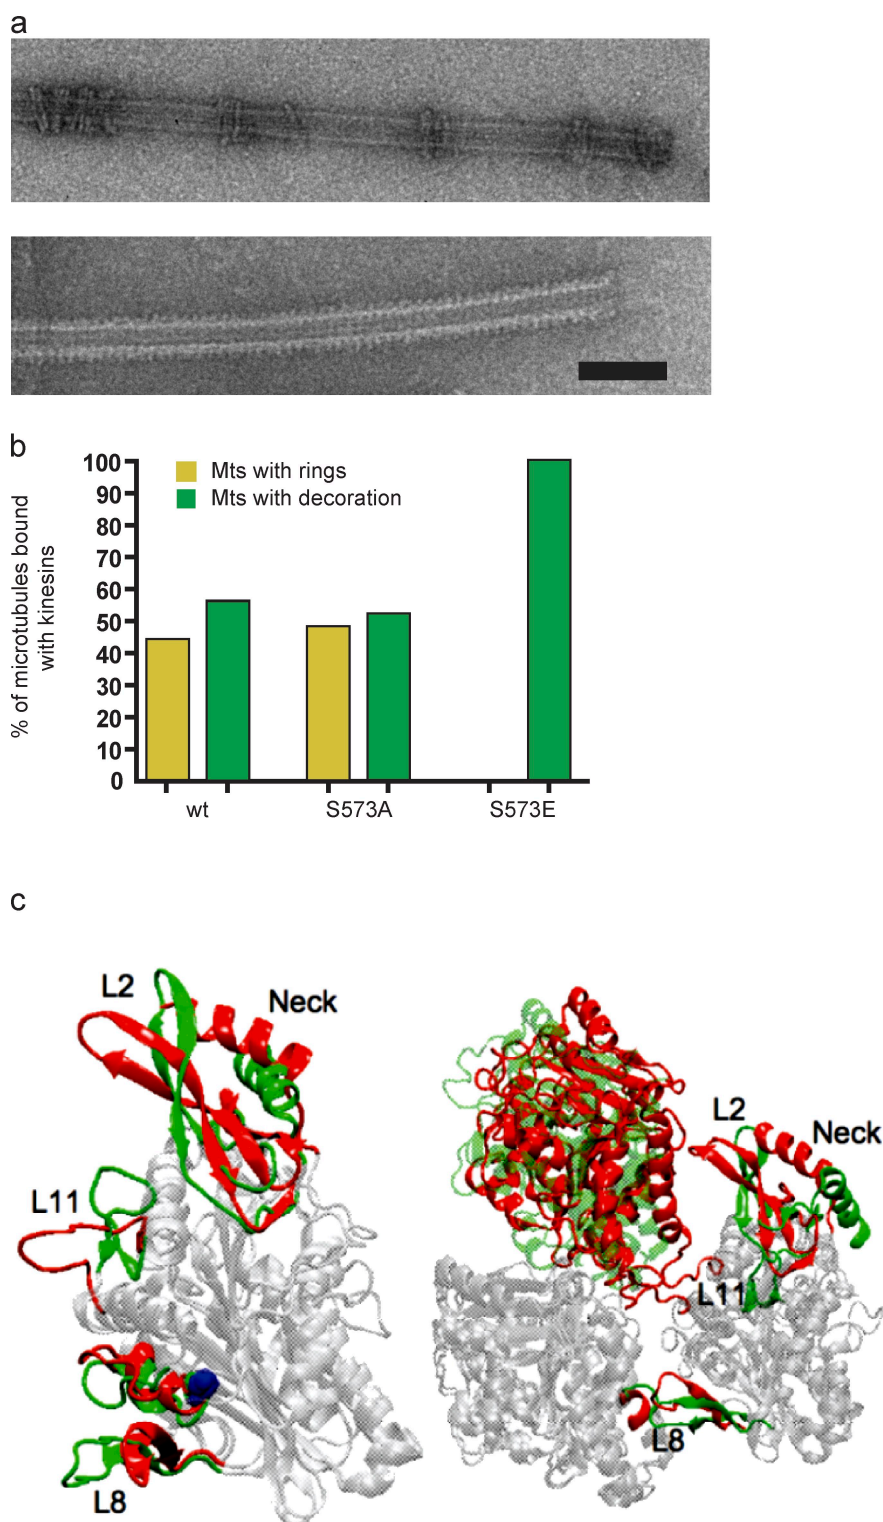 a
b
% of microtubules bound
with kinesins
100
90
80
70
60
50
40
30
20
10
0
Mts with rings
Mts with decoration
wt
S573A
S573E
c
L2
Neck
L11
L8
L2
Neck
L11
L8